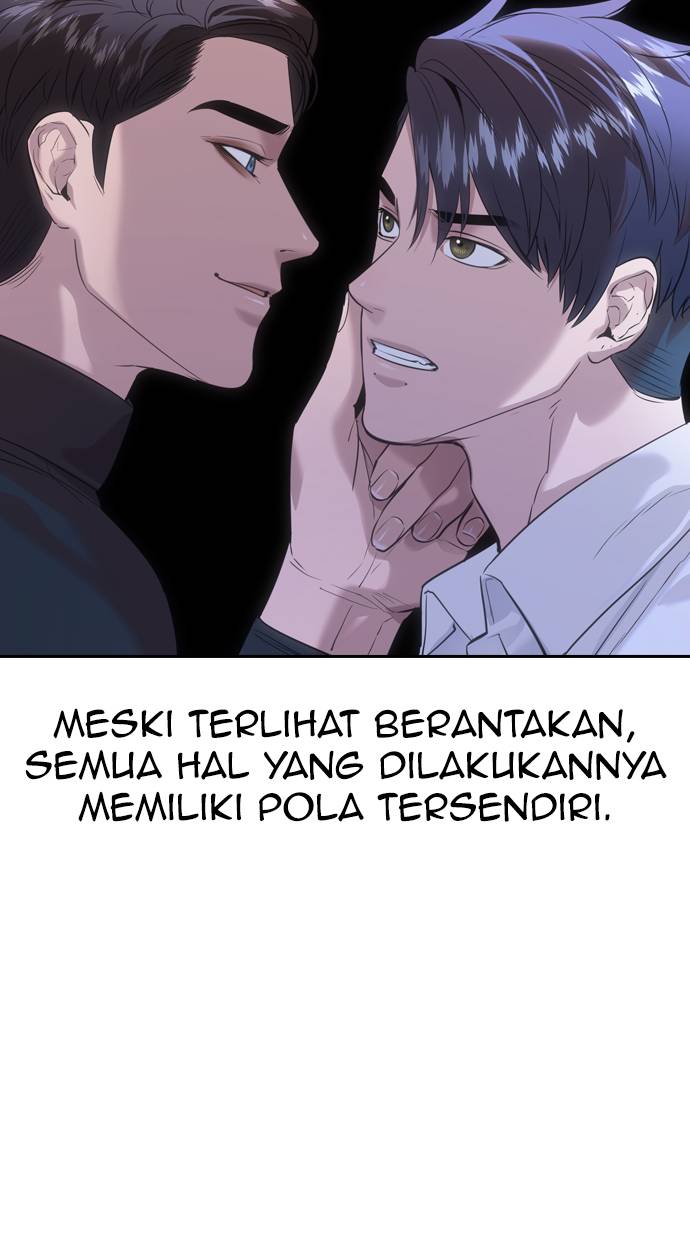 MESKI TERLIHAT BERANTAKAN,
SEMUA HAL YANG DILAKUKANNYA
MEMILIKI POLA TERSENDIRI.